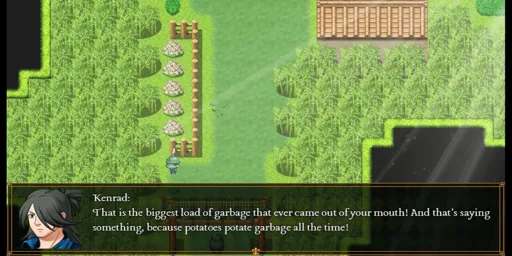 Kenrad:
That is the biggest load of garbage that ever came out of your mouth! And that's saying
something, because potatoes potate garbage all the time!